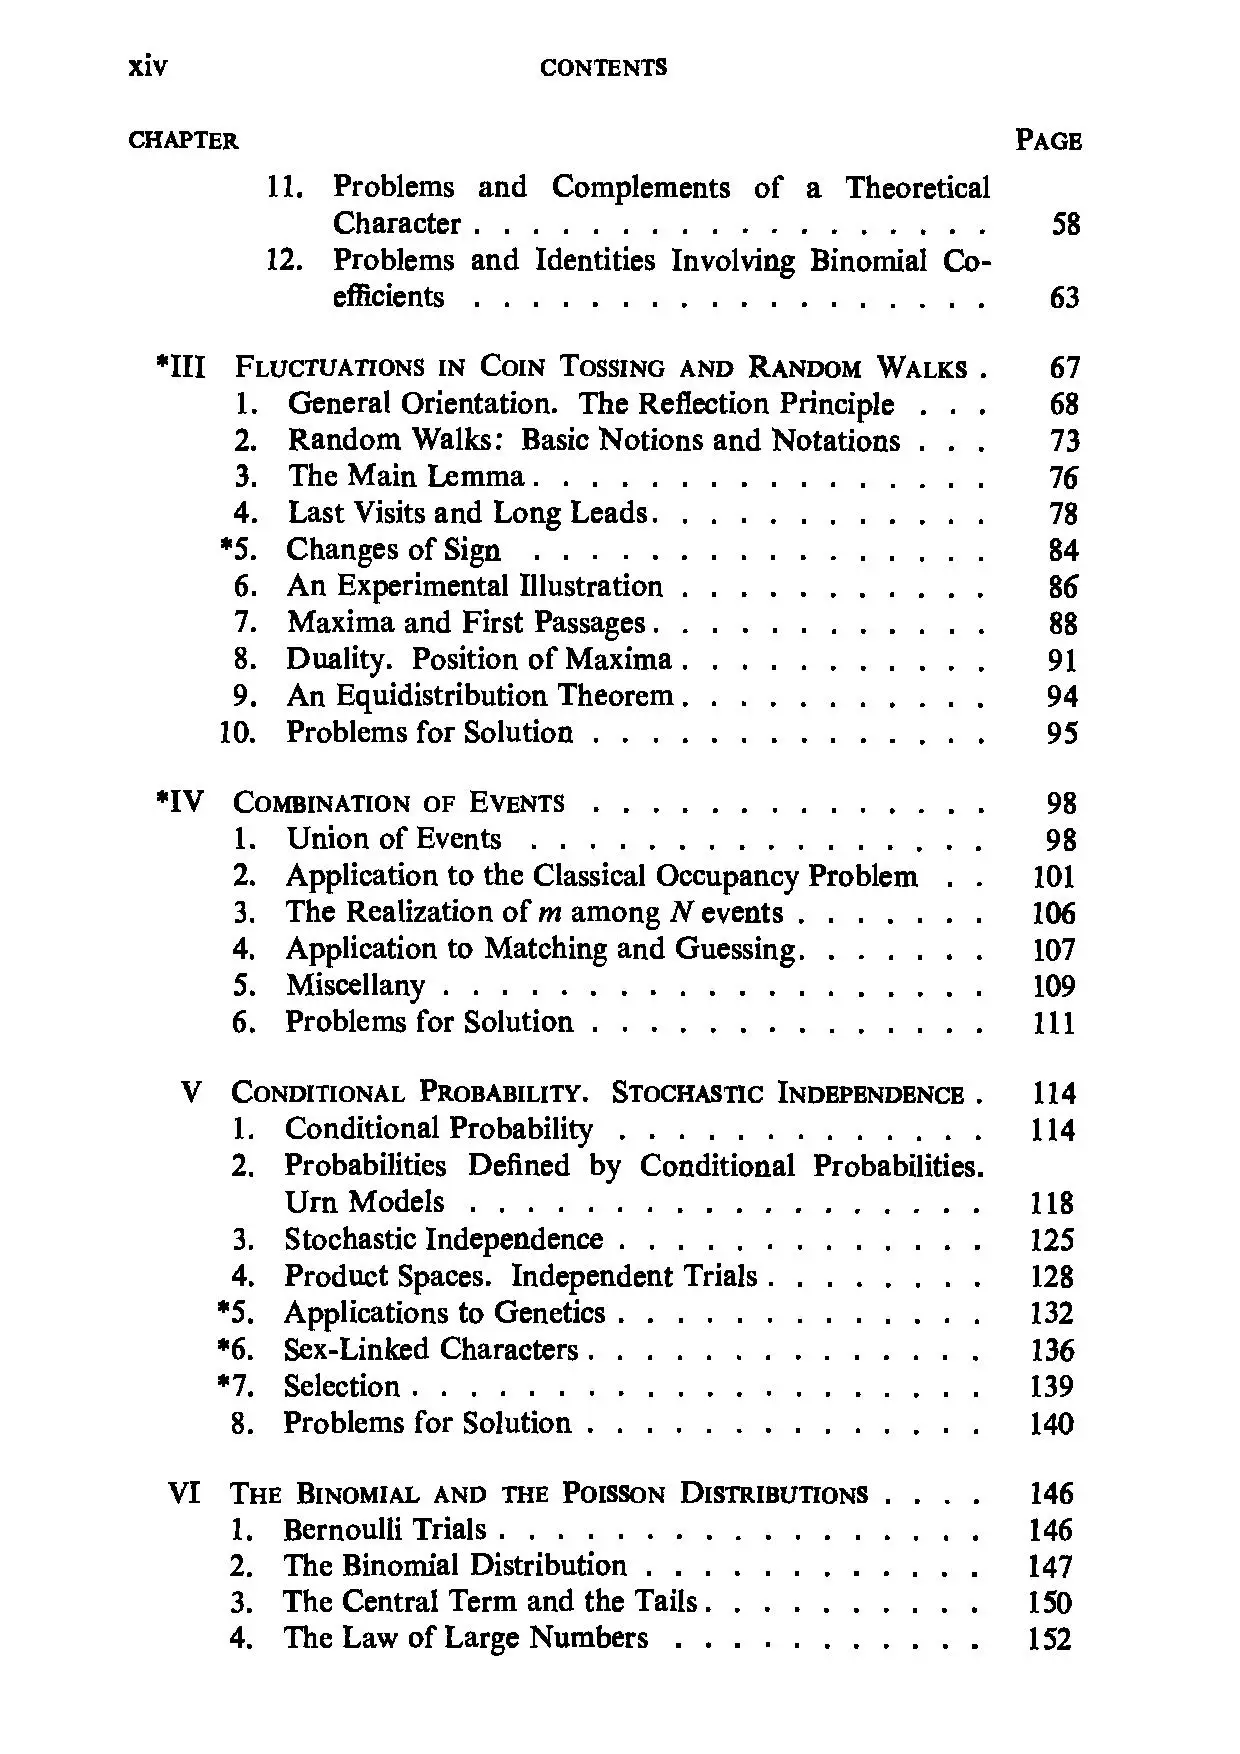 xiv CONTENTS
CHAPTER PAGE
11. Problems and Complements of a Theoretical
Character . . . . . . . . . . . . . . . . . . 58
12. Problems and Identities Involving Binomial Co-
efficients . . . . . . . . . . . . . . . . . . 63
*III FLUCTUATIONS IN COIN TOSSING AND RANDOM WALKS . 67
1. General Orientation. The Reflection Principle . . . 68
2. Random Walks: Basic Notions and Notations . . . 73
3. The Main Lemma . . . . . . . . . . . . . . . . 76
4. Last Visits and Long Leads . . . . . . . . . . . . 78
*5. Changes of Sign . . . . . . . . . . . . . . . . 84
6. An Experimental Illustration . . . . . . . . . . . 86
7. Maxima and First Passages . . . . . . . . . . . . 88
8. Duality. Position of Maxima . . . . . . . . . . . 91
9. An Equidistribution Theorem . . . . . . . . . . . 94
10. Problems for Solution . . . . . . . . . . . . . . 95
*IV COMBINATION OF EVENTS . . . . . . . . . . . . . . 98
1. Union of Events . . . . . . . . . . . . . . . . 98
2. Application to the Classical Occupancy Problem . . 101
3. The Realization of m among N events . . . . . . . 106
4. Application to Matching and Guessing . . . . . . . 107
5. Miscellany . . . . . . . . . . . . . . . . . . . 109
6. Problems for Solution . . . . . . . . . . . . . . 111
V CONDITIONAL PROBABILITY. STOCHASTIC INDEPENDENCE . 114
1. Conditional Probability . . . . . . . . . . . . . 114
2. Probabilities Defined by Conditional Probabilities.
Urn Models . . . . . . . . . . . . . . . . . . 118
3. Stochastic Independence . . . . . . . . . . . . . 125
4. Product Spaces. Independent Trials . . . . . . . . 128
*5. Applications to Genetics . . . . . . . . . . . . . 132
*6. Sex-Linked Characters . . . . . . . . . . . . . . 136
*7. Selection . . . . . . . . . . . . . . . . . . . . 139
8. Problems for Solution . . . . . . . . . . . . . . 140
VI THE BINOMIAL AND THE POISSON DISTRIBUTIONS . . . . 146
1. Bernoulli Trials . . . . . . . . . . . . . . . . . 146
2. The Binomial Distribution . . . . . . . . . . . . 147
3. The Central Term and the Tails . . . . . . . . . . 150
4. The Law of Large Numbers . . . . . . . . . . . 152